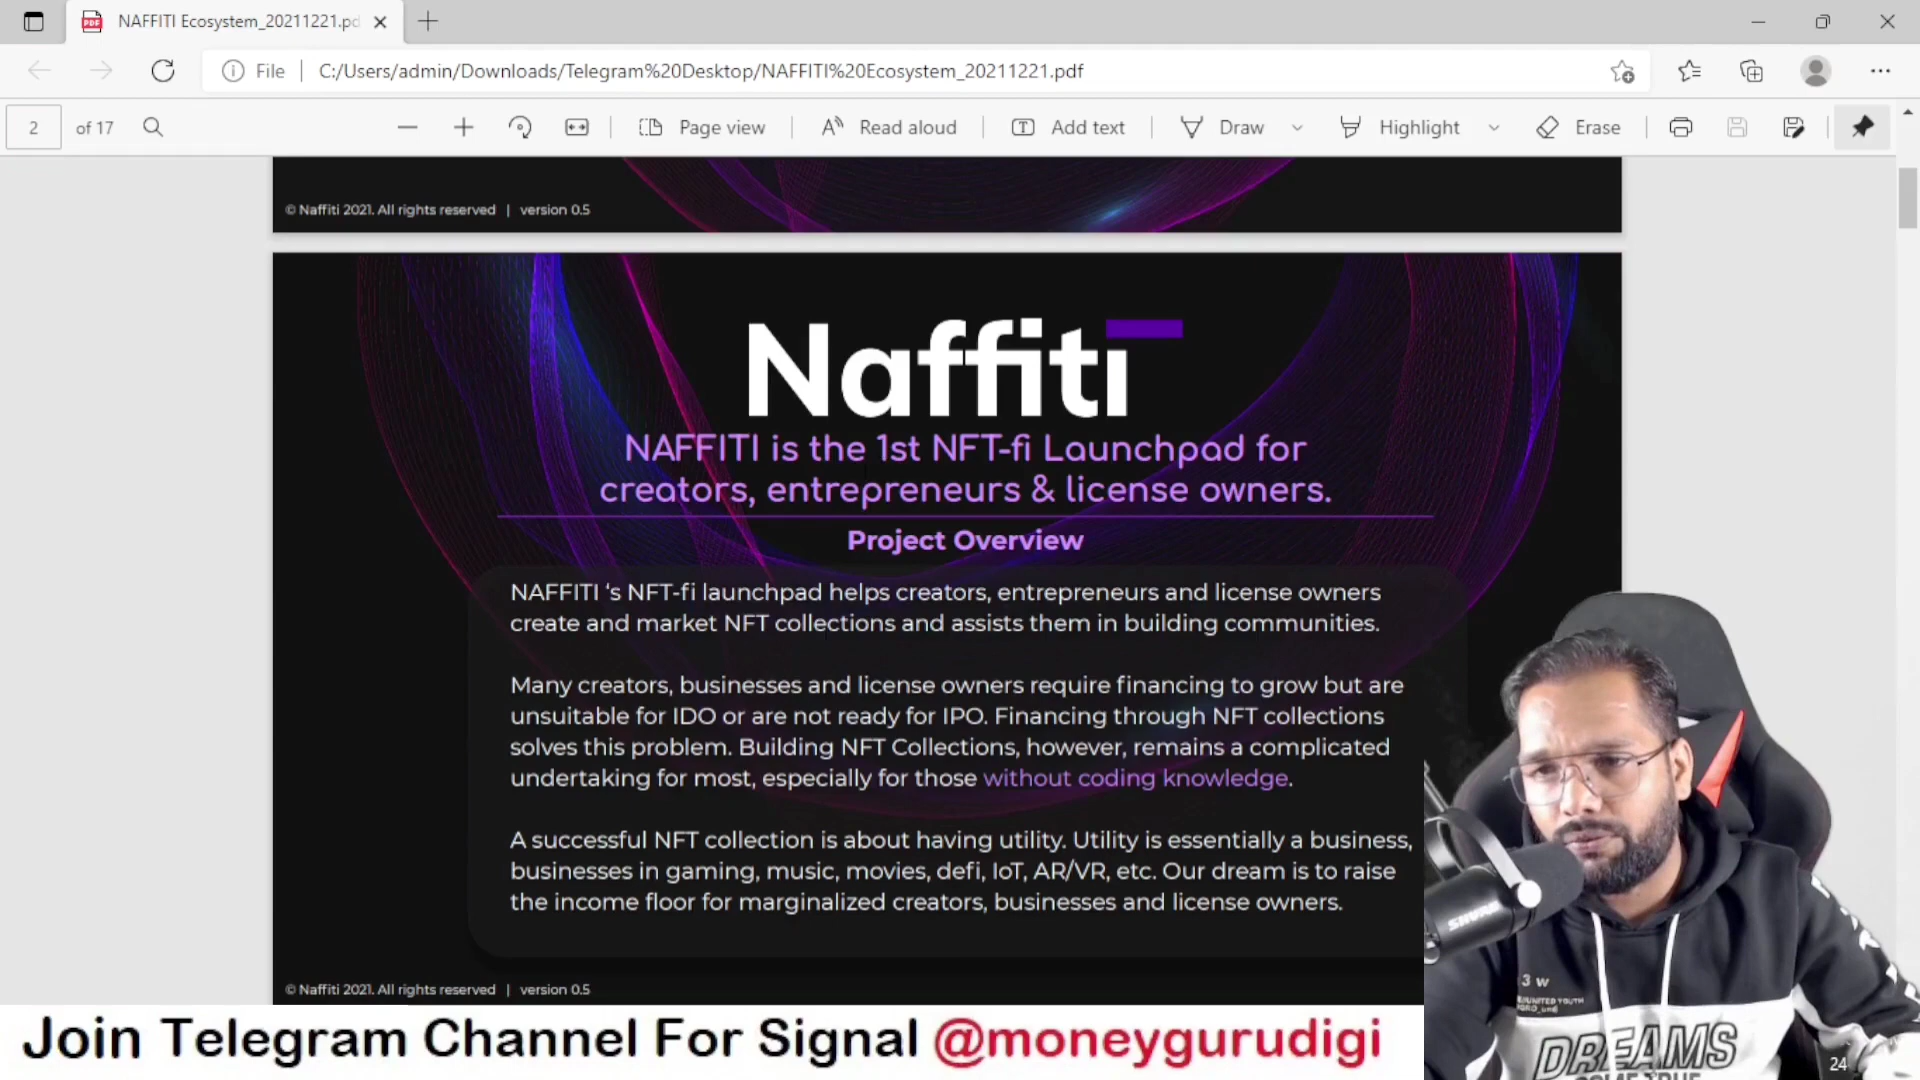 NAFFITI Ecosystem_20211221.pd
File
C:/Users/admin/Downloads/Telegram%20Desktop/NAFFITI%20Ecosystem_20211221.pdf
2 of 17
Page view
Read aloud
Add text
Draw
Highlight
Erase
© Naffiti 2021. All rights reserved | version 0.5
Naffiti
NAFFITI is the 1st NFT-fi Launchpad for
creators, entrepreneurs & license owners.
Project Overview
NAFFITI ‘s NFT-fi launchpad helps creators, entrepreneurs and license owners
create and market NFT collections and assists them in building communities.
Many creators, businesses and license owners require financing to grow but are
unsuitable for IDO or are not ready for IPO. Financing through NFT collections
solves this problem. Building NFT Collections, however, remains a complicated
undertaking for most, especially for those without coding knowledge.
A successful NFT collection is about having utility. Utility is essentially a business,
businesses in gaming, music, movies, defi, IoT, AR/VR, etc. Our dream is to raise
the income floor for marginalized creators, businesses and license owners.
© Naffiti 2021. All rights reserved | version 0.5
SHURE
3 w
DREAMS
COME TRUE
24
Join Telegram Channel For Signal @moneygurudigi